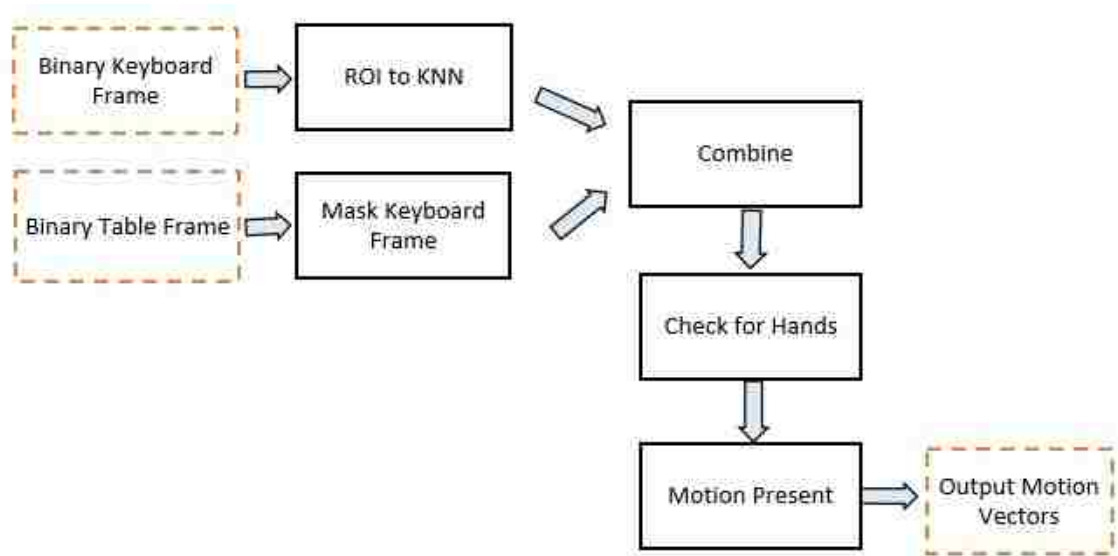 Binary Keyboard
Frame
ROI to KNN
Combine
Binary Table Frame
Mask Keyboard
Frame
Check for Hands
Motion Present
Output Motion
Vectors